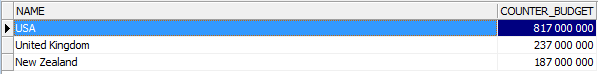 NAME COUNTER_BUDGET
USA 817 000 000
United Kingdom 237 000 000
New Zealand 187 000 000